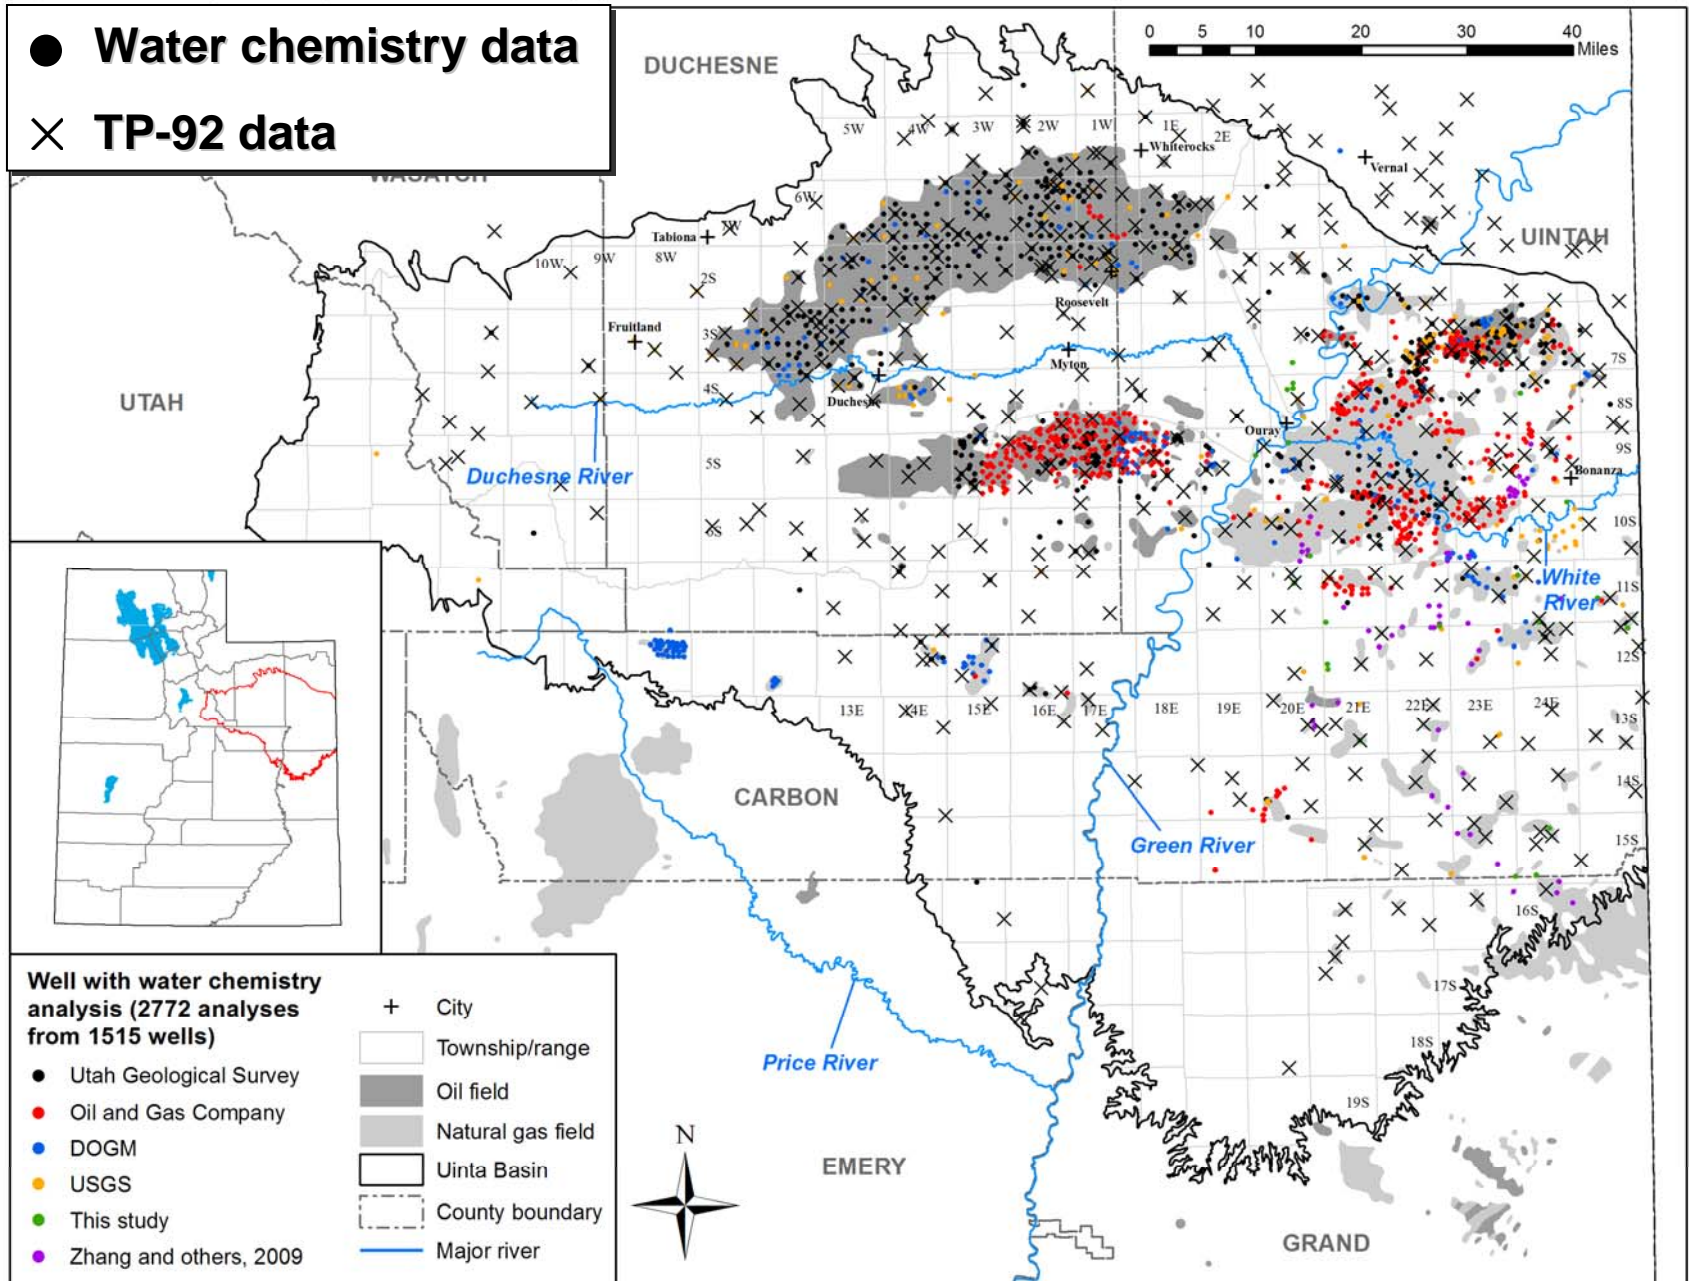 Water chemistry data
TP-92 data
0 5 10 20 30 40
Miles
DUCHESNE
WASATCH
UINTAH
UTAH
CARBON
EMERY
GRAND
5W 4W 3W 2W 1W 1E 2E
6W
7W
10W 9W 8W
2S
3S
4S
5S
6S
Whiterocks
Vernal
Tabiona
Fruitland
Roosevelt
Myton
Duchesne
Ouray
Bonanza
7S
8S
9S
10S
11S
12S
13S
14S
15S
16S
17S
18S
19S
13E 14E 15E 16E 17E 18E 19E 20E 21E 22E 23E 24E
Duchesne River
White
River
Green River
Price River
N
Well with water chemistry
analysis (2772 analyses
from 1515 wells)
Utah Geological Survey
Oil and Gas Company
DOGM
USGS
This study
Zhang and others, 2009
City
Township/range
Oil field
Natural gas field
Uinta Basin
County boundary
Major river